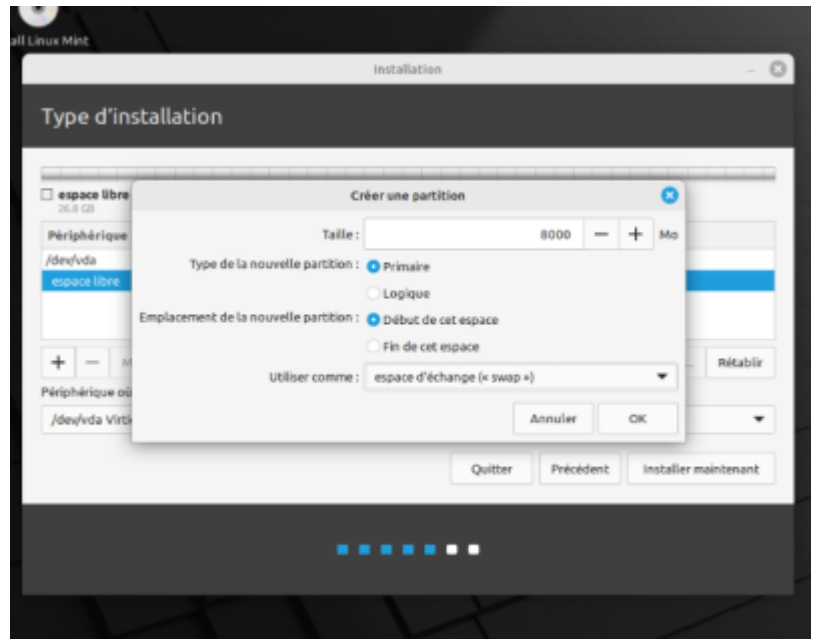 all Linux Mint
Installation
Type d'installation
espace libre
26.8 GB
Créer une partition
Périphérique
Taille :
8000
Mo
/dev/vda
Type de la nouvelle partition :
Primaire
espace libre
Logique
Emplacement de la nouvelle partition :
Début de cet espace
Fin de cet espace
Utiliser comme :
espace d'échange (« swap »)
Rétablir
Périphérique où
Annuler
OK
/dev/vda Virti
Quitter
Précédent
Installer maintenant